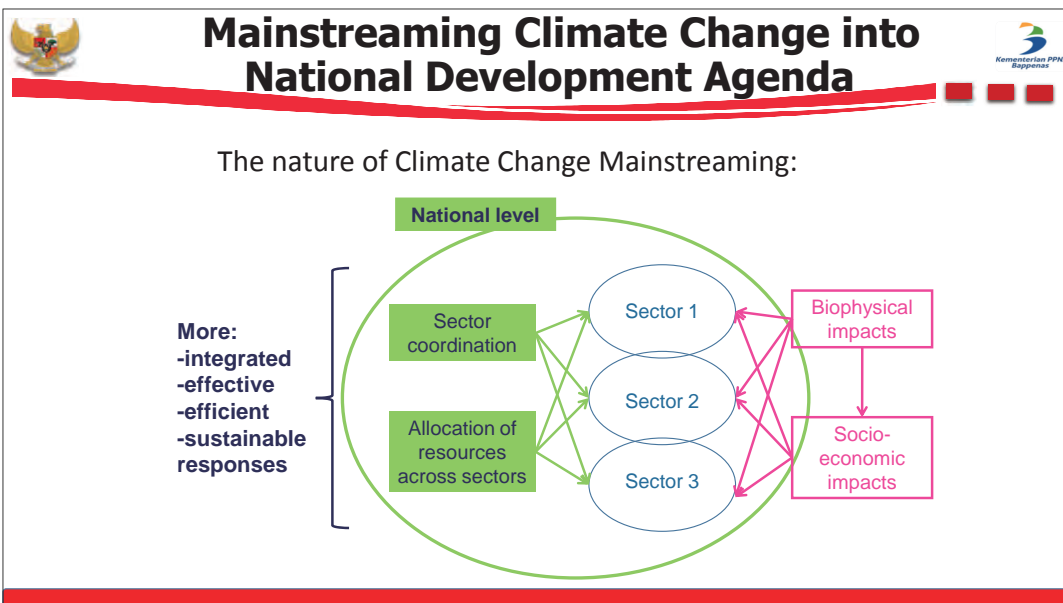 Mainstreaming Climate Change into
National Development Agenda
Kementerian PPN
Bappenas
The nature of Climate Change Mainstreaming:
National level
More:
-integrated
-effective
-efficient
-sustainable
responses
Sector
coordination
Allocation of
resources
across sectors
Sector 1
Sector 2
Sector 3
Biophysical
impacts
Socio-
economic
impacts